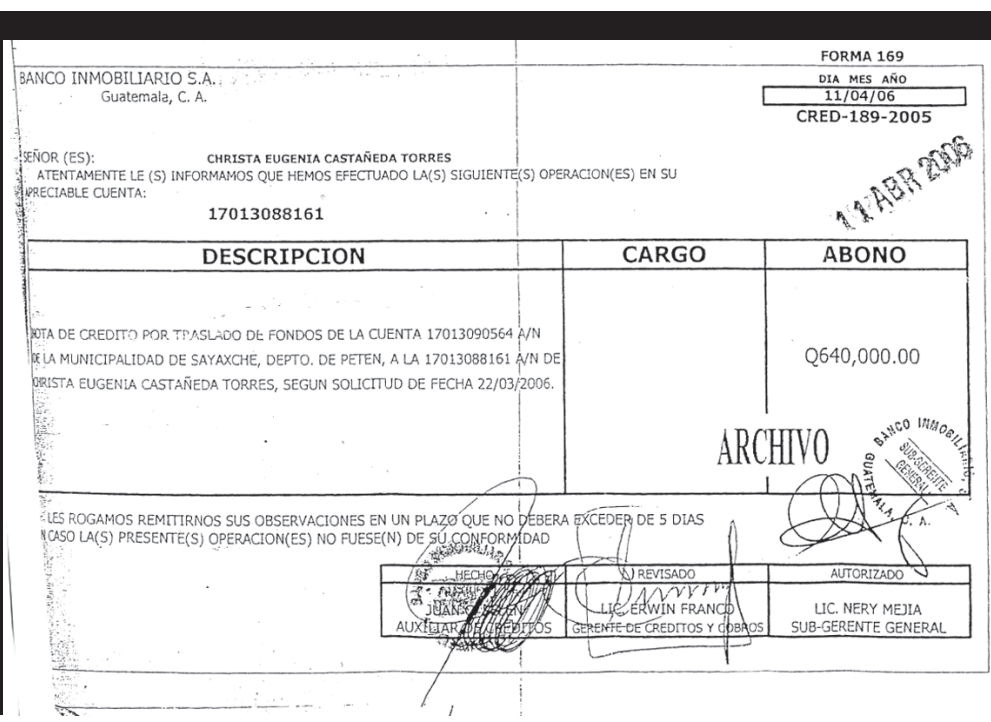 FORMA 169
BANCO INMOBILIARIO S.A.
Guatemala, C. A.
DIA MES AÑO
11/04/06
CRED-189-2005
11 ABR 2006
SEÑOR (ES): CHRISTA EUGENIA CASTAÑEDA TORRES
ATENTAMENTE LE (S) INFORMAMOS QUE HEMOS EFECTUADO LA(S) SIGUIENTE(S) OPERACION(ES) EN SU
APRECIABLE CUENTA:
17013088161
DESCRIPCION CARGO ABONO
NOTA DE CREDITO POR TRASLADO DE FONDOS DE LA CUENTA 17013090564 A/N
DE LA MUNICIPALIDAD DE SAYAXCHE, DEPTO. DE PETEN, A LA 17013088161 A/N DE
CHRISTA EUGENIA CASTAÑEDA TORRES, SEGUN SOLICITUD DE FECHA 22/03/2006.
Q640,000.00
ARCHIVO
BANCO INMOBILIARIO, S. A.
SUB-GERENTE
GENERAL
GUATEMALA, C. A.
LES ROGAMOS REMITIRNOS SUS OBSERVACIONES EN UN PLAZO QUE NO DEBERA EXCEDER DE 5 DIAS
EN CASO LA(S) PRESENTE(S) OPERACION(ES) NO FUESE(N) DE SU CONFORMIDAD
HECHO REVISADO AUTORIZADO
JUAN LIC. ERWIN FRANCO LIC. NERY MEJIA
AUXILIAR DE CREDITOS GERENTE DE CREDITOS Y COBROS SUB-GERENTE GENERAL